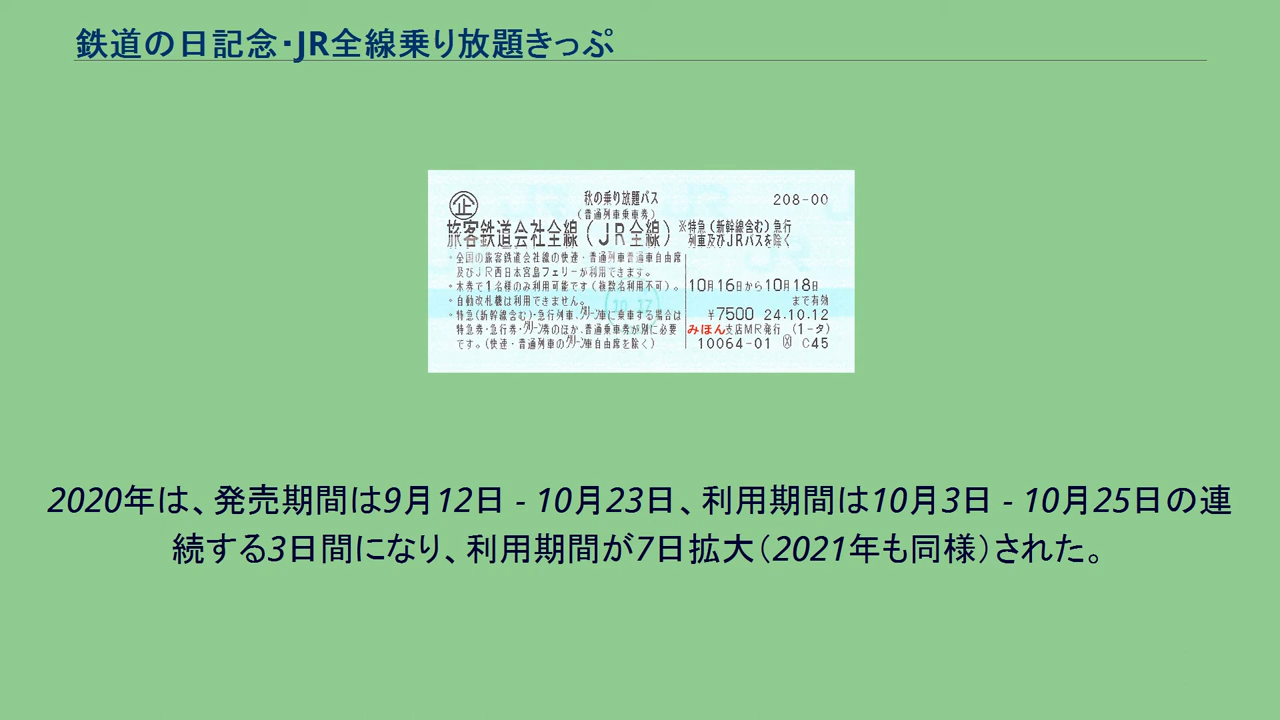 鉄道の日記念・JR全線乗り放題きっぷ
企
秋の乗り放題パス
208-00
(普通列車乗車券)
旅客鉄道会社全線(JR全線)
※特急(新幹線含む)急行
列車及びJRバスを除く
・全国の旅客鉄道会社線の快速・普通列車普通車自由席
及びJR西日本宮島フェリーが利用できます。
・本券で1名様のみ利用可能です(複数名利用不可)。
・自動改札機は利用できません。
・特急(新幹線含む)・急行列車、グリーン車に乗車する場合は
特急券・急行券・グリーン券のほか、普通乗車券が別に必要
です。(快速・普通列車のグリーン車自由席を除く)
10.17
10月16日から10月18日
まで有効
¥7500 24.10.12
みほん支店MR発行 (1-タ)
10064-01 C45
2020年は、発売期間は9月12日 - 10月23日、利用期間は10月3日 - 10月25日の連
続する3日間になり、利用期間が7日拡大（2021年も同様）された。